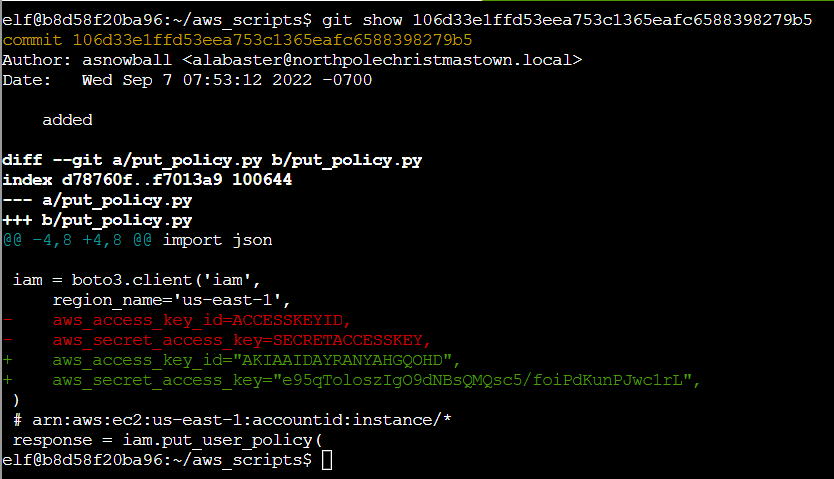 elf@b8d58f20ba96:~/aws_scripts$ git show 106d33e1ffd53eea753c1365eafc6588398279b5
commit 106d33e1ffd53eea753c1365eafc6588398279b5
Author: asnowball <alabaster@northpolechristmastown.local>
Date:   Wed Sep 7 07:53:12 2022 -0700

    added

diff --git a/put_policy.py b/put_policy.py
index d78760f..f7013a9 100644
--- a/put_policy.py
+++ b/put_policy.py
@@ -4,8 +4,8 @@ import json

 iam = boto3.client('iam',
     region_name='us-east-1',
-    aws_access_key_id=ACCESSKEYID,
-    aws_secret_access_key=SECRETACCESSKEY,
+    aws_access_key_id="AKIAAIDAYRANYAHGQOHD",
+    aws_secret_access_key="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",
 )
 # arn:aws:ec2:us-east-1:accountid:instance/*
 response = iam.put_user_policy(
elf@b8d58f20ba96:~/aws_scripts$